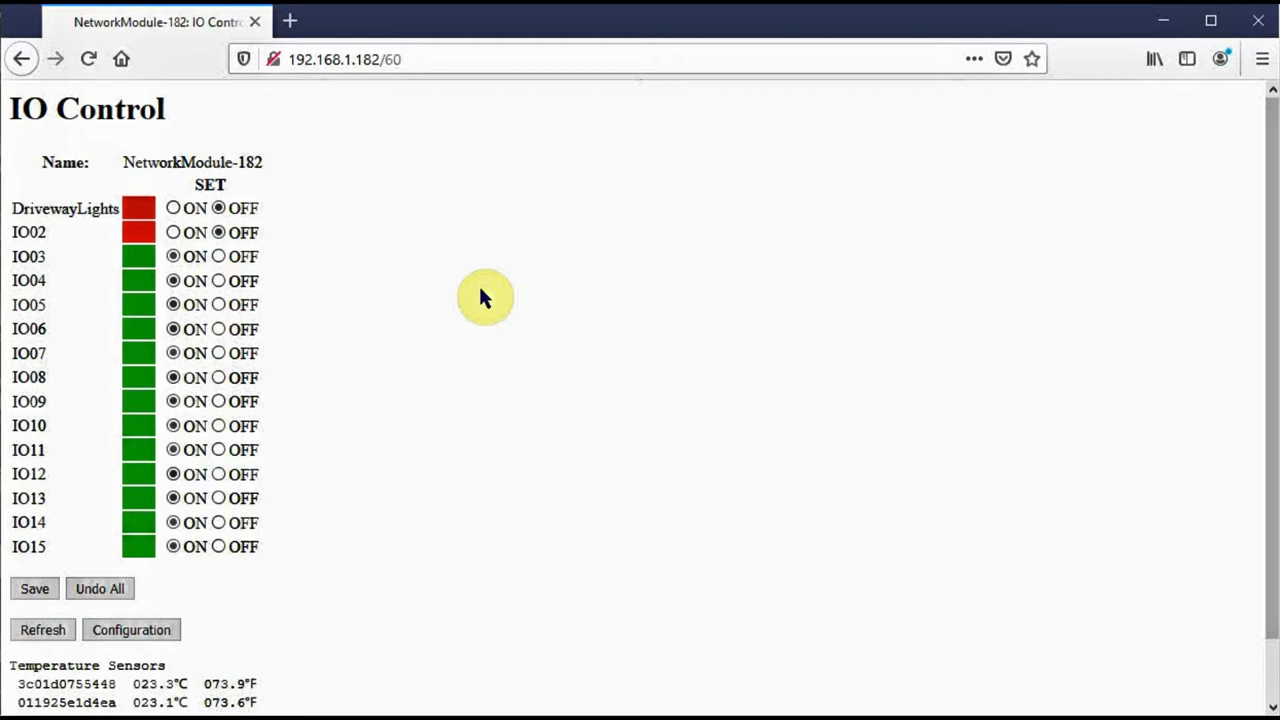 NetworkModule-182: IO Contr
192.168.1.182/60
IO Control
Name: NetworkModule-182
SET
DrivewayLights ON OFF
IO02 ON OFF
IO03 ON OFF
IO04 ON OFF
IO05 ON OFF
IO06 ON OFF
IO07 ON OFF
IO08 ON OFF
IO09 ON OFF
IO10 ON OFF
IO11 ON OFF
IO12 ON OFF
IO13 ON OFF
IO14 ON OFF
IO15 ON OFF
Save Undo All
Refresh Configuration
Temperature Sensors
3c01d0755448 023.3°C 073.9°F
011925e1d4ea 023.1°C 073.6°F